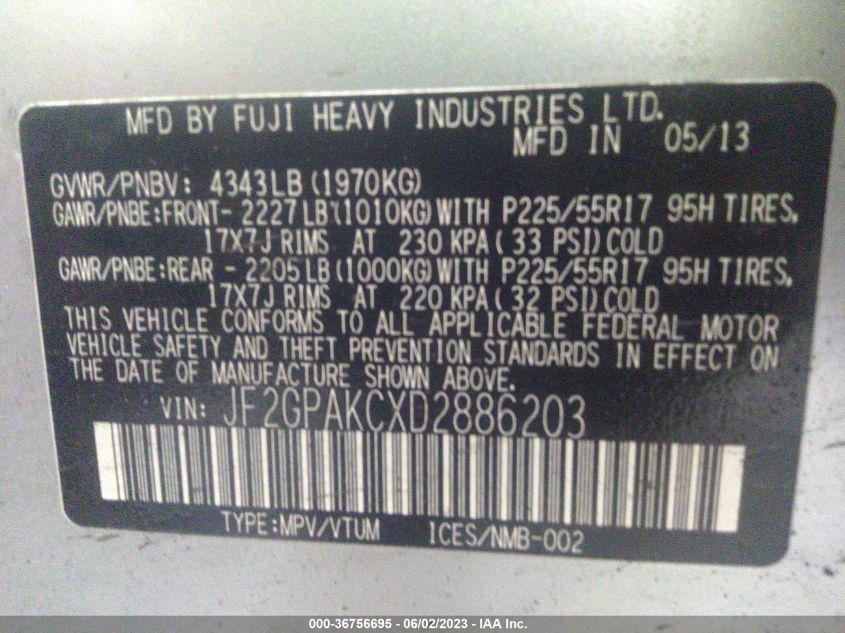 MFD BY FUJI HEAVY INDUSTRIES LTD.
MFD IN 05/13
GVWR/PNBV: 4343LB (1970KG)
GAWR/PNBE:FRONT- 2227 LB (1010KG) WITH P225/55R17 95H TIRES,
17X7J RIMS AT 230 KPA ( 33 PSI) COLD
GAWR/PNBE:REAR - 2205 LB (1000KG) WITH P225/55R17 95H TIRES,
17X7J RIMS AT 220 KPA ( 32 PSI) COLD
THIS VEHICLE CONFORMS TO ALL APPLICABLE FEDERAL MOTOR
VEHICLE SAFETY AND THEFT PREVENTION STANDARDS IN EFFECT ON
THE DATE OF MANUFACTURE SHOWN ABOVE.
VIN: JF2GPAKCXD2886203
TYPE:MPV/VTUM ICES/NMB-002
000-36756695 - 06/02/2023 - IAA Inc.